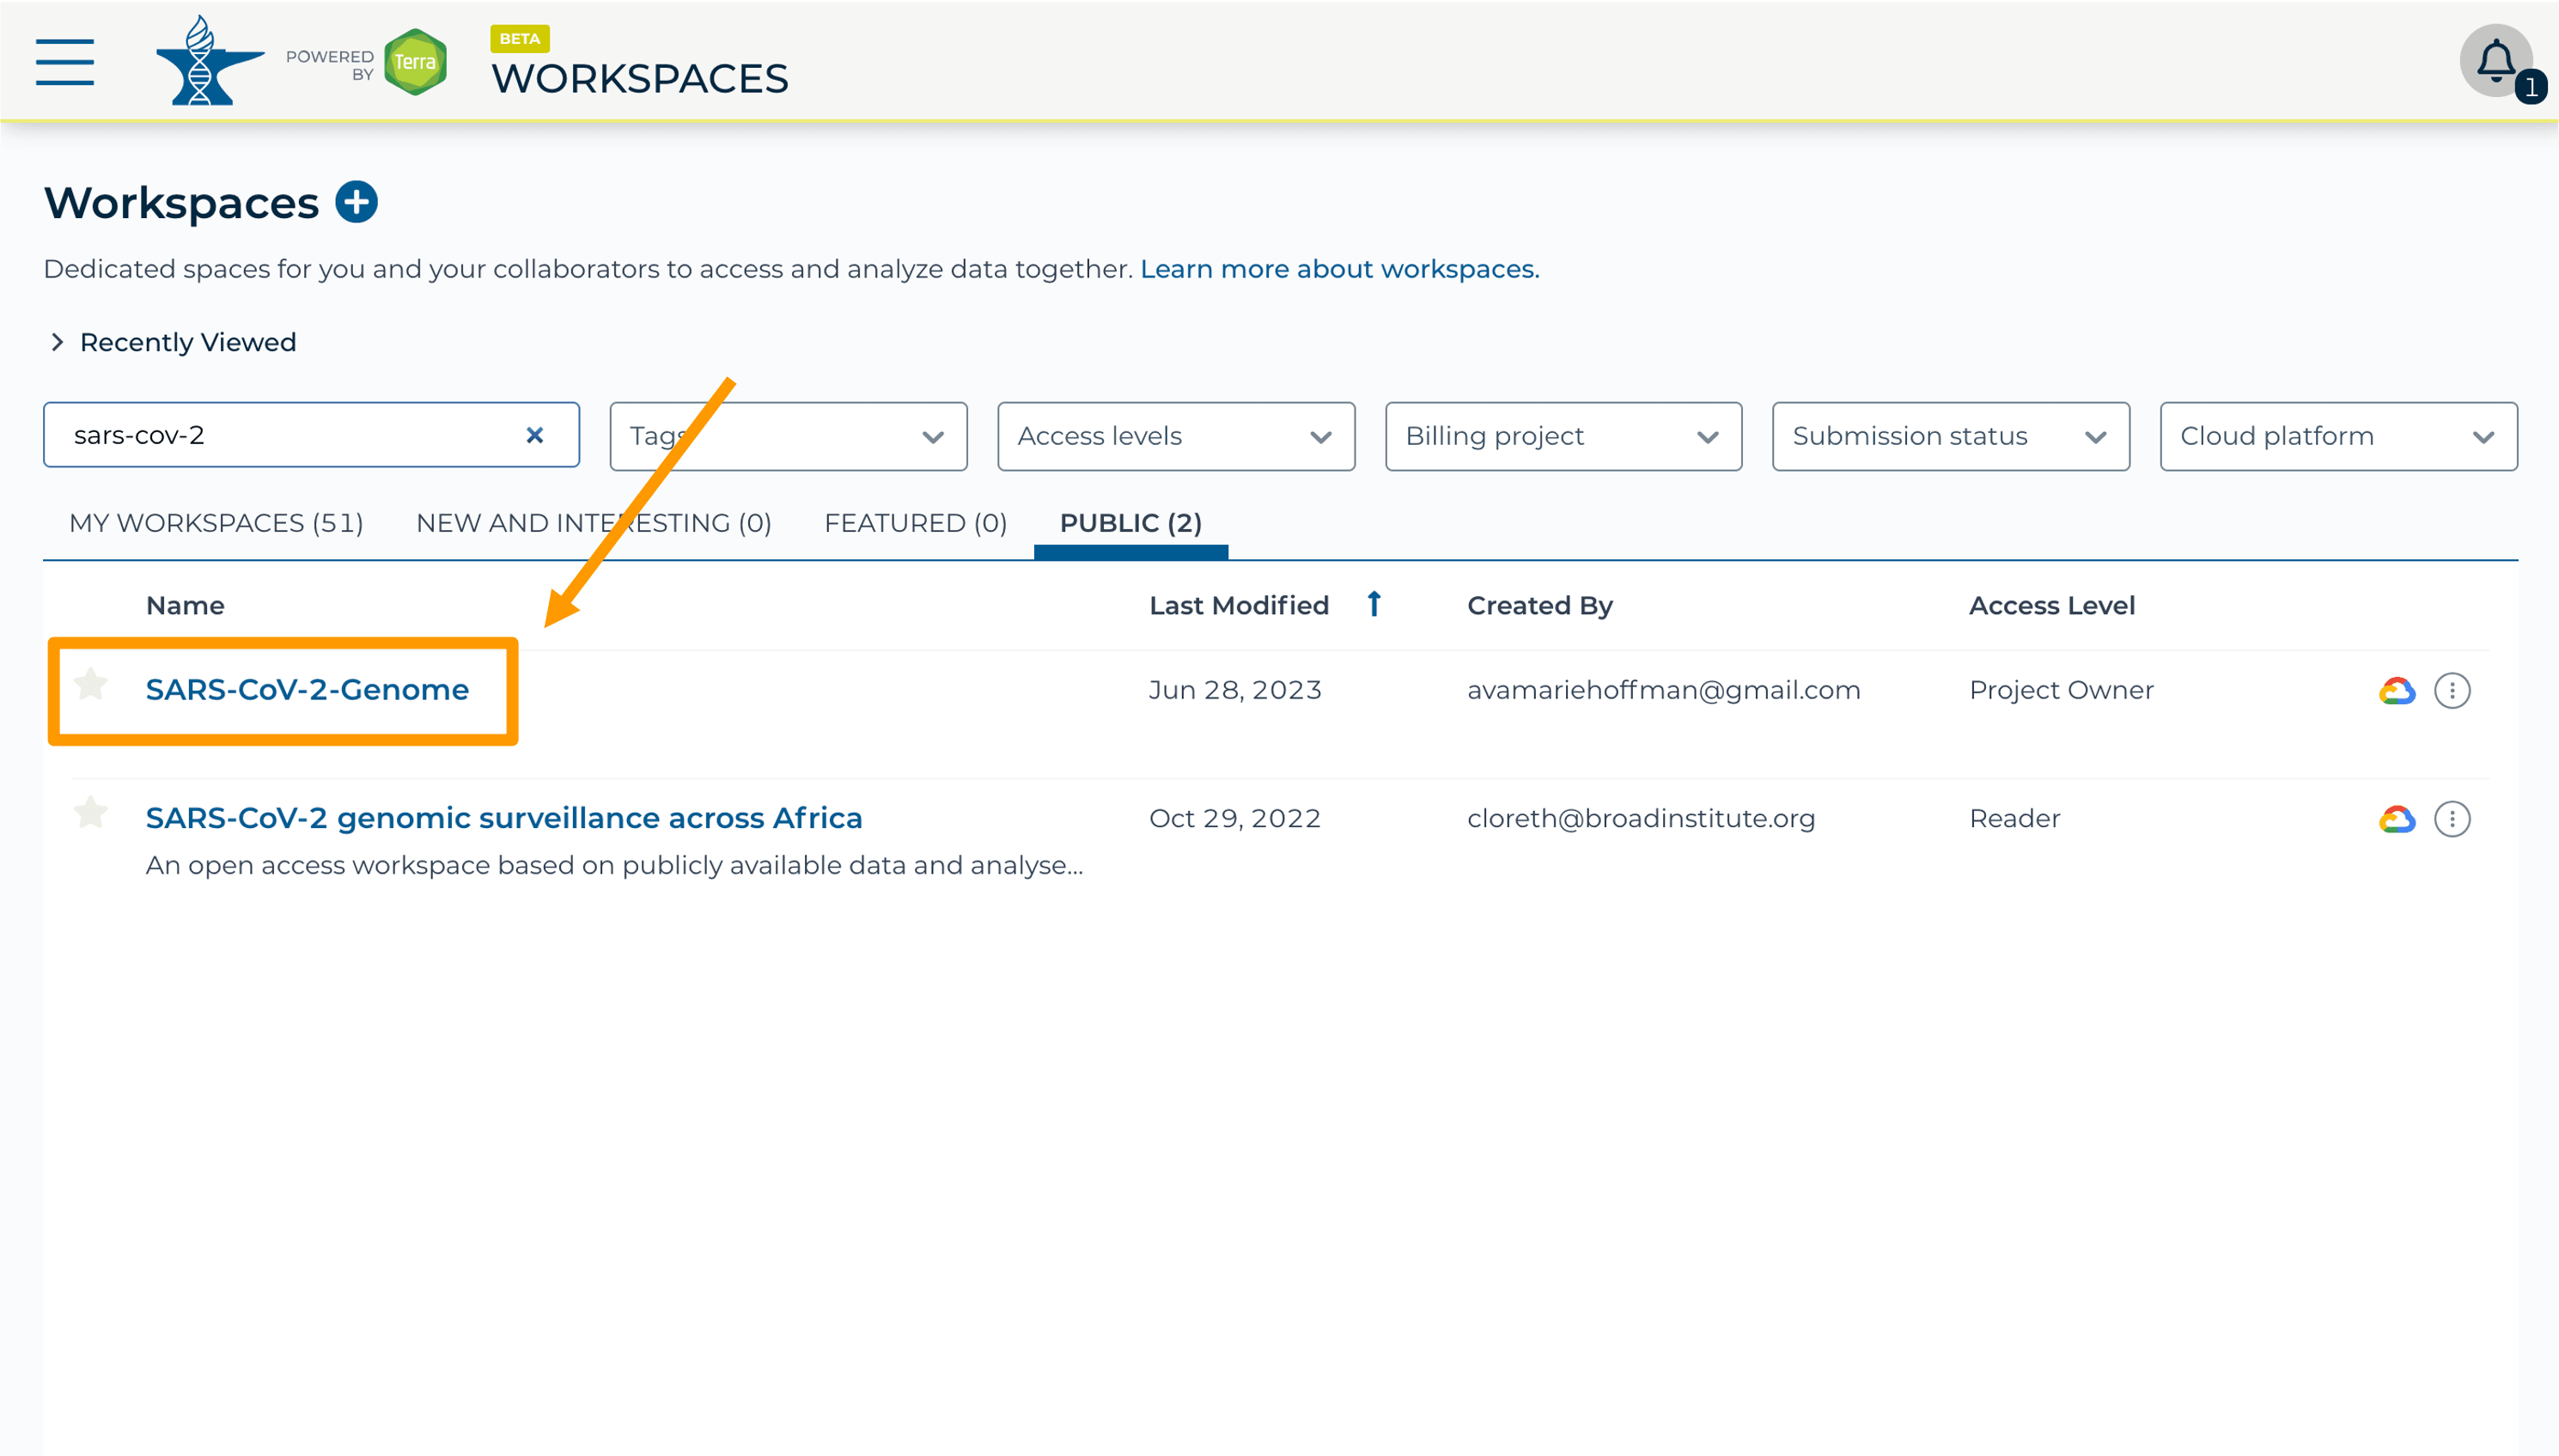 POWERED
BY
Terra
BETA
WORKSPACES
1
Workspaces
Dedicated spaces for you and your collaborators to access and analyze data together. Learn more about workspaces.
Recently Viewed
sars-cov-2
Tags
Access levels
Billing project
Submission status
Cloud platform
MY WORKSPACES (51)
NEW AND INTERESTING (0)
FEATURED (0)
PUBLIC (2)
Name
Last Modified
Created By
Access Level
SARS-CoV-2-Genome
Jun 28, 2023
avamariehoffman@gmail.com
Project Owner
SARS-CoV-2 genomic surveillance across Africa
Oct 29, 2022
cloreth@broadinstitute.org
Reader
An open access workspace based on publicly available data and analyse...